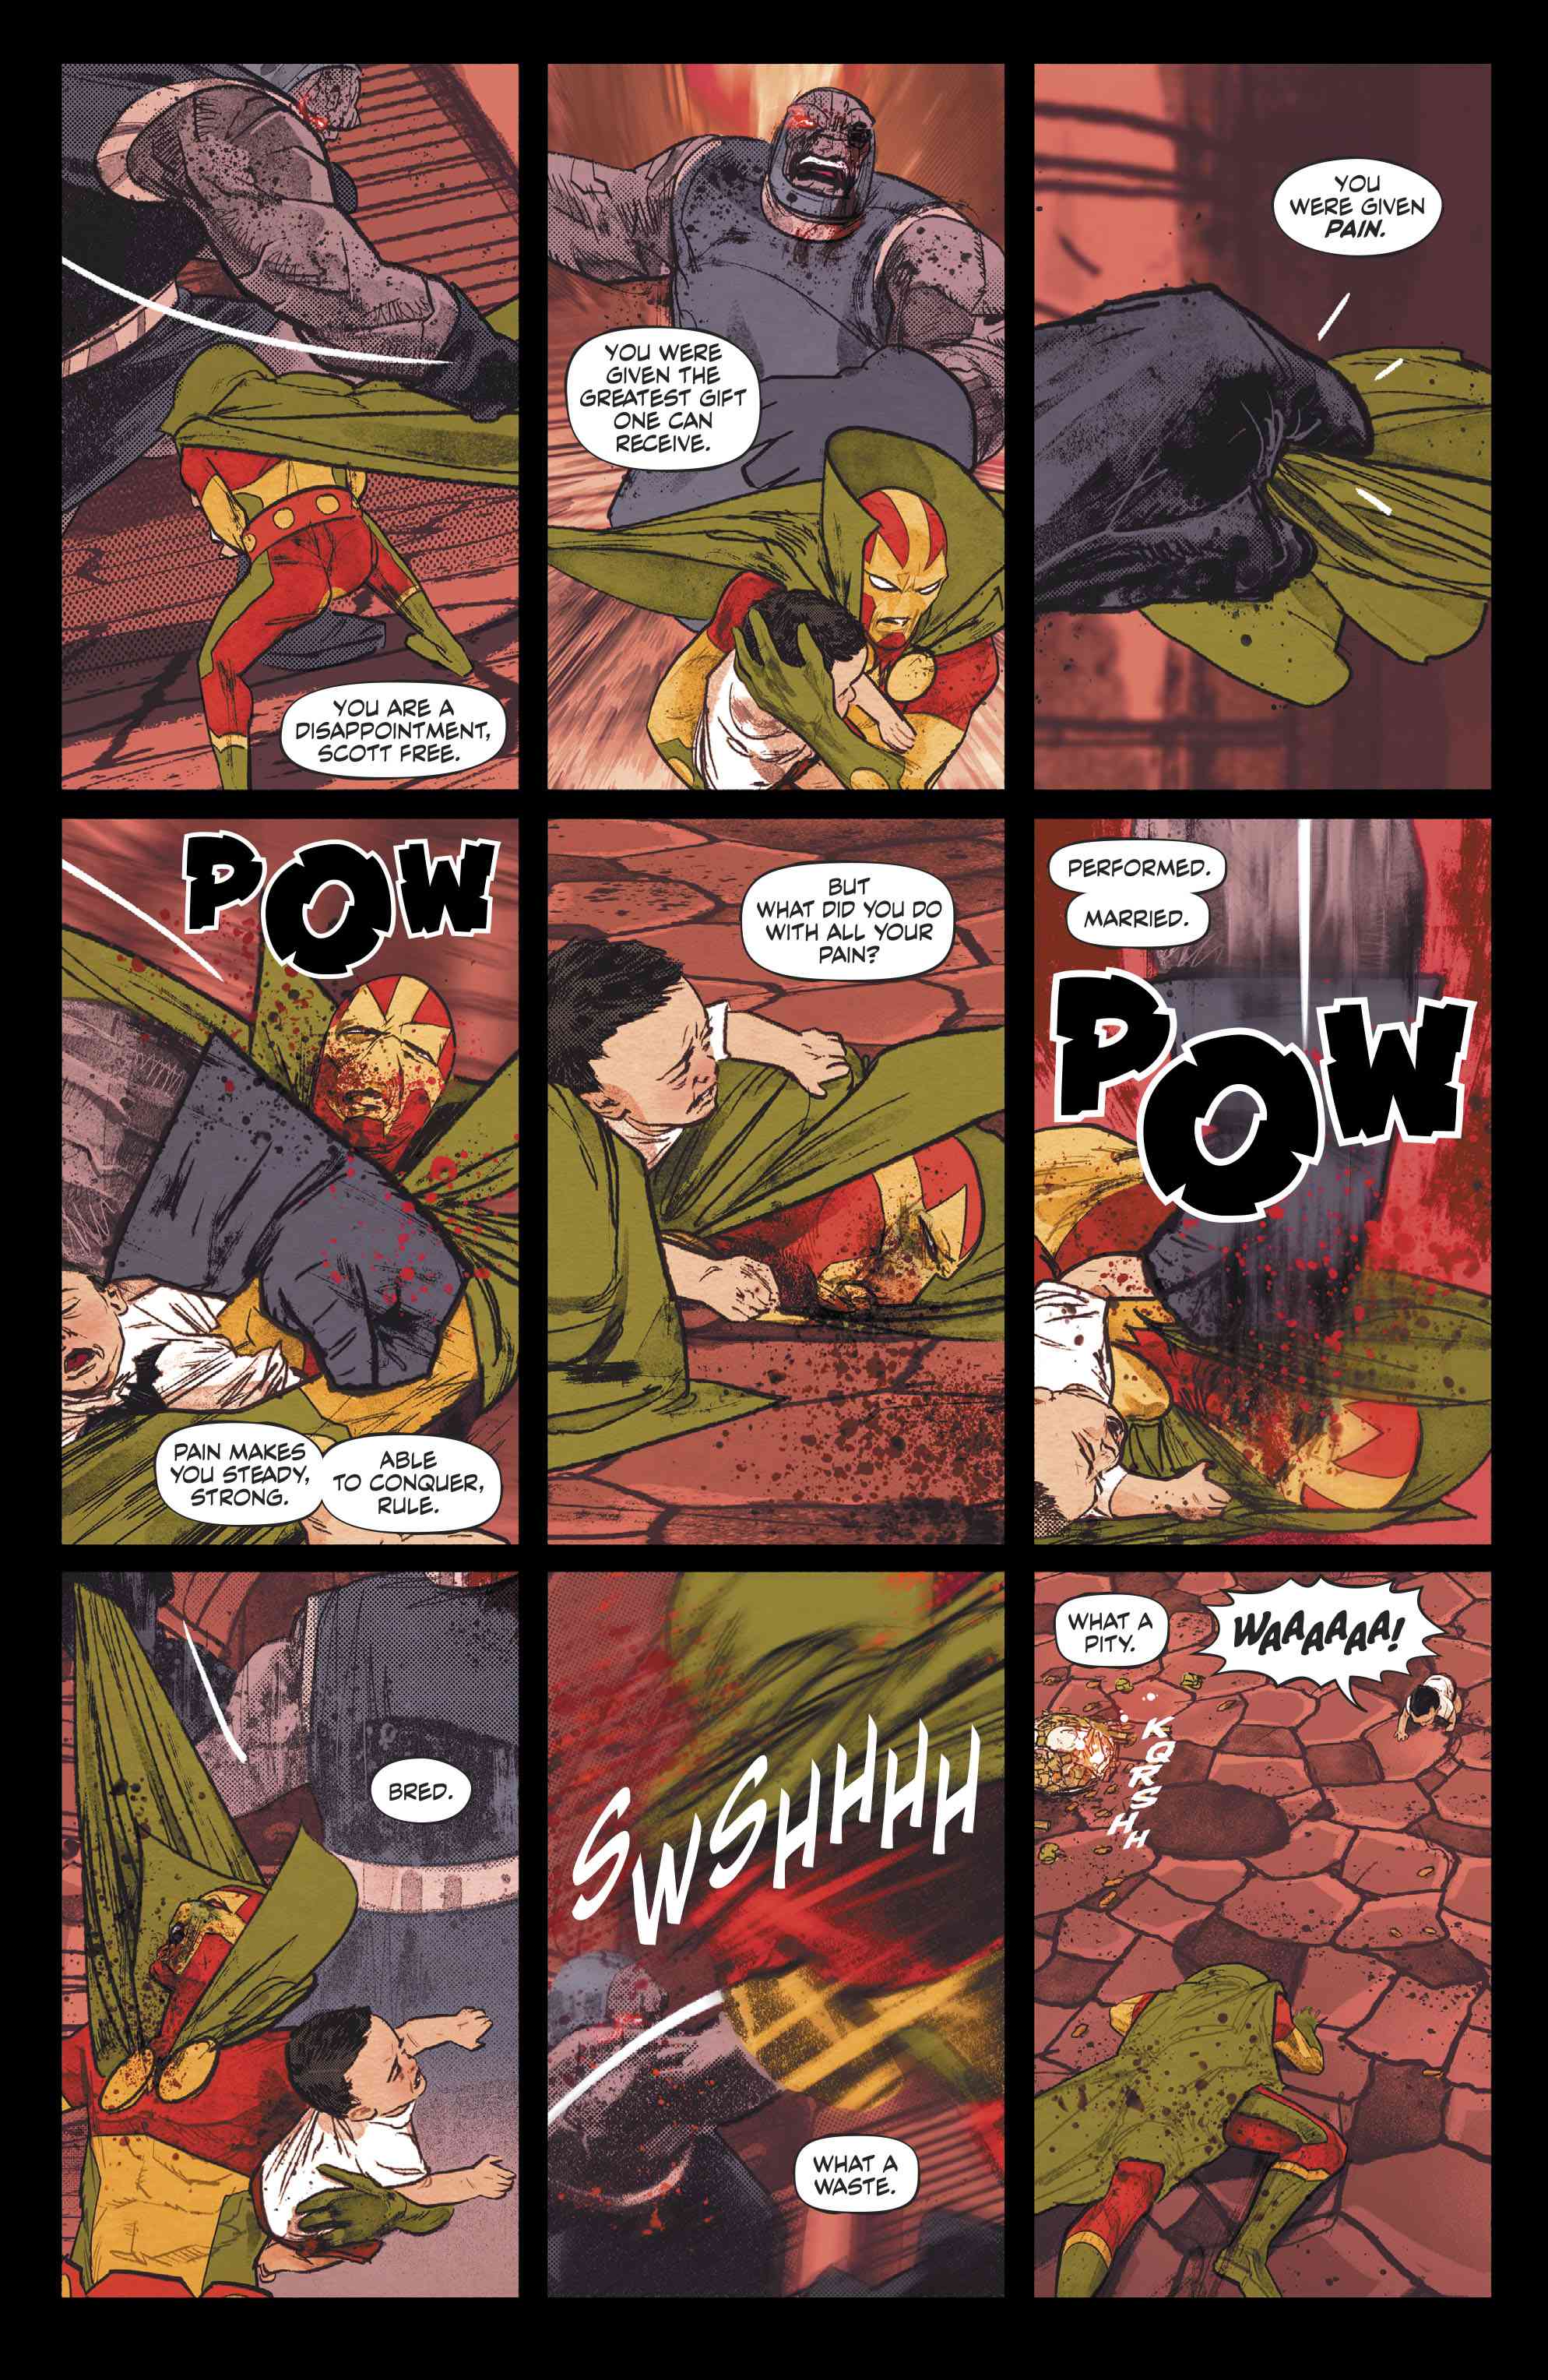 YOU ARE A
DISAPPOINTMENT,
SCOTT FREE.
YOU WERE
GIVEN THE
GREATEST GIFT
ONE CAN
RECEIVE.
YOU
WERE GIVEN
PAIN.
POW
PAIN MAKES
YOU STEADY,
STRONG.
ABLE
TO CONQUER,
RULE.
BUT
WHAT DID YOU DO
WITH ALL YOUR
PAIN?
PERFORMED.
MARRIED.
POW
BRED.
SWSHHHHH
WHAT A
WASTE.
WHAT A
PITY.
WAAAAAA!
KQRSHH